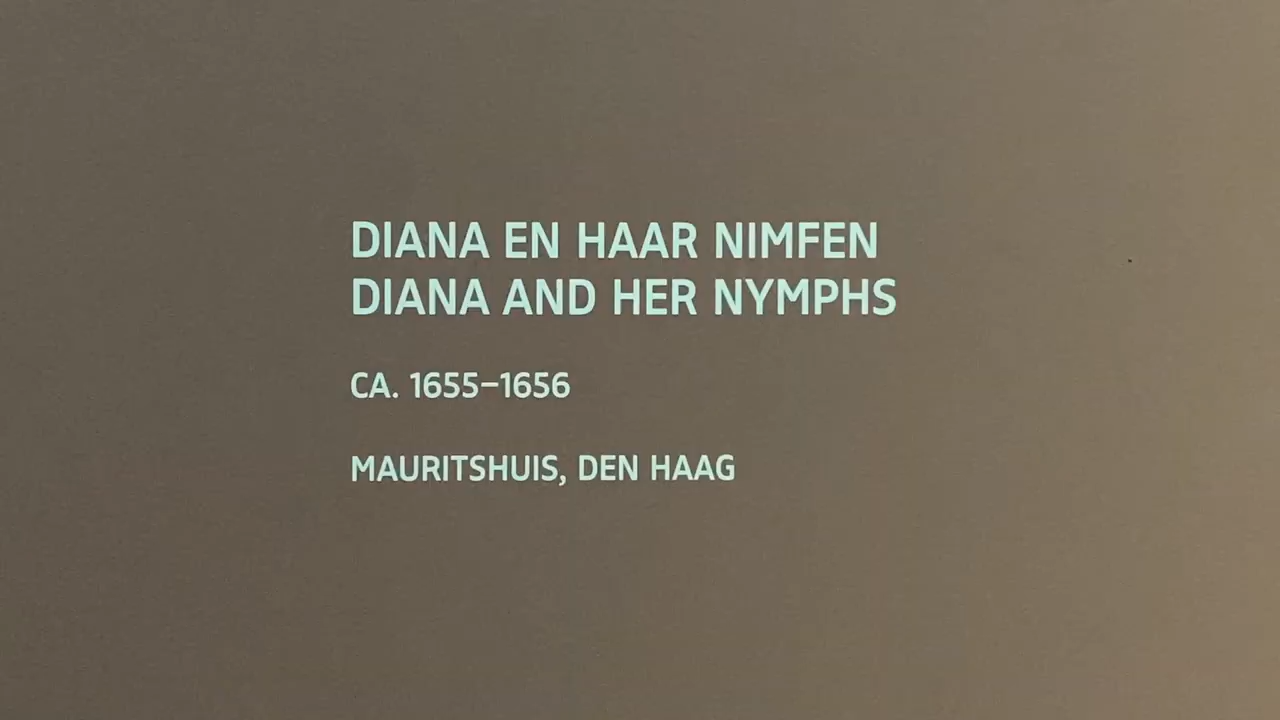 DIANA EN HAAR NIMFEN
DIANA AND HER NYMPHS
CA. 1655–1656
MAURITSHUIS, DEN HAAG